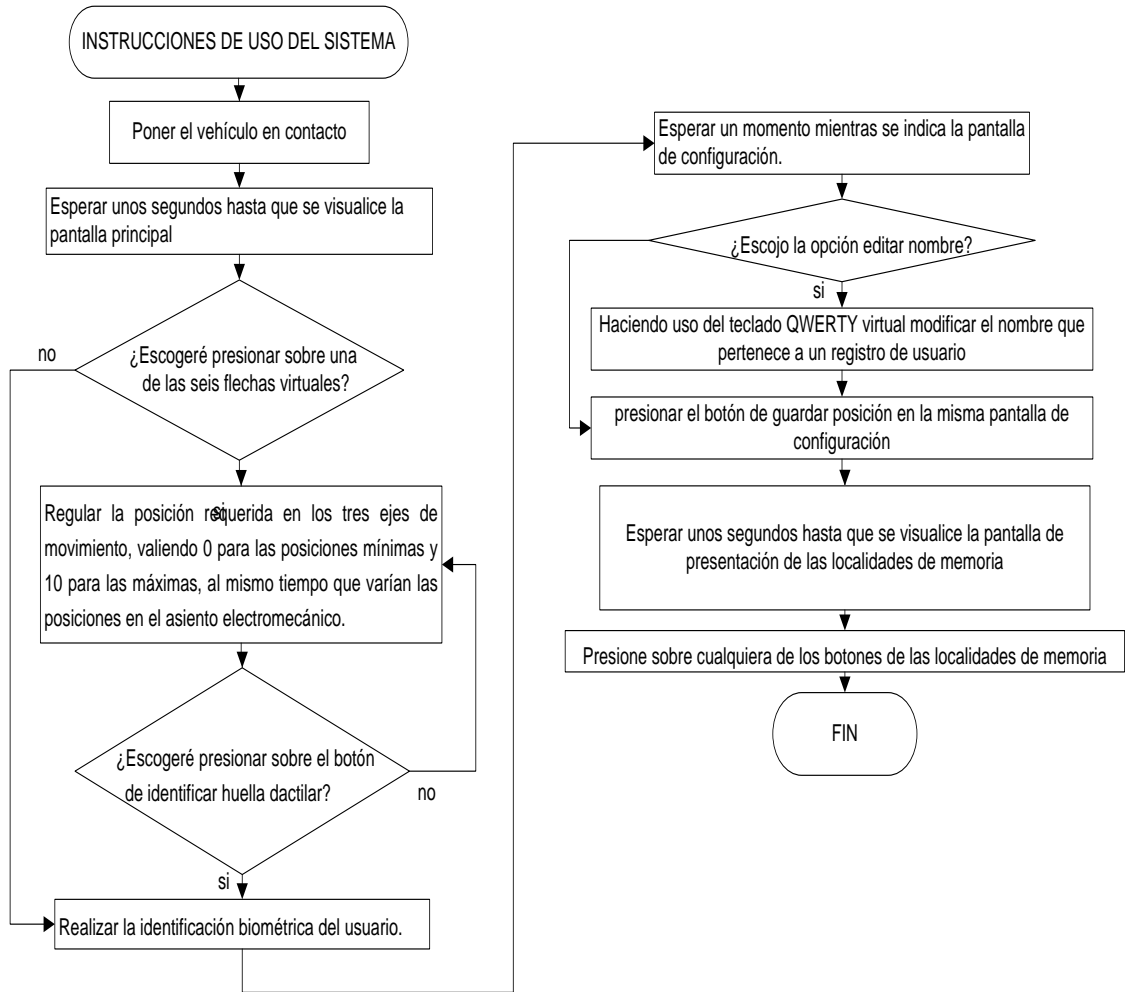 INSTRUCCIONES DE USO DEL SISTEMA
Poner el vehículo en contacto
Esperar unos segundos hasta que se visualice la
pantalla principal
no
¿Escogeré presionar sobre una
de las seis flechas virtuales?
si
Regular la posición requerida en los tres ejes de
movimiento, valiendo 0 para las posiciones mínimas y
10 para las máximas, al mismo tiempo que varían las
posiciones en el asiento electromecánico.
¿Escogeré presionar sobre el botón
de identificar huella dactilar?
no
si
Realizar la identificación biométrica del usuario.
Esperar un momento mientras se indica la pantalla
de configuración.
¿Escojo la opción editar nombre?
si
Haciendo uso del teclado QWERTY virtual modificar el nombre que
pertenece a un registro de usuario
presionar el botón de guardar posición en la misma pantalla de
configuración
Esperar unos segundos hasta que se visualice la pantalla de
presentación de las localidades de memoria
Presione sobre cualquiera de los botones de las localidades de memoria
FIN